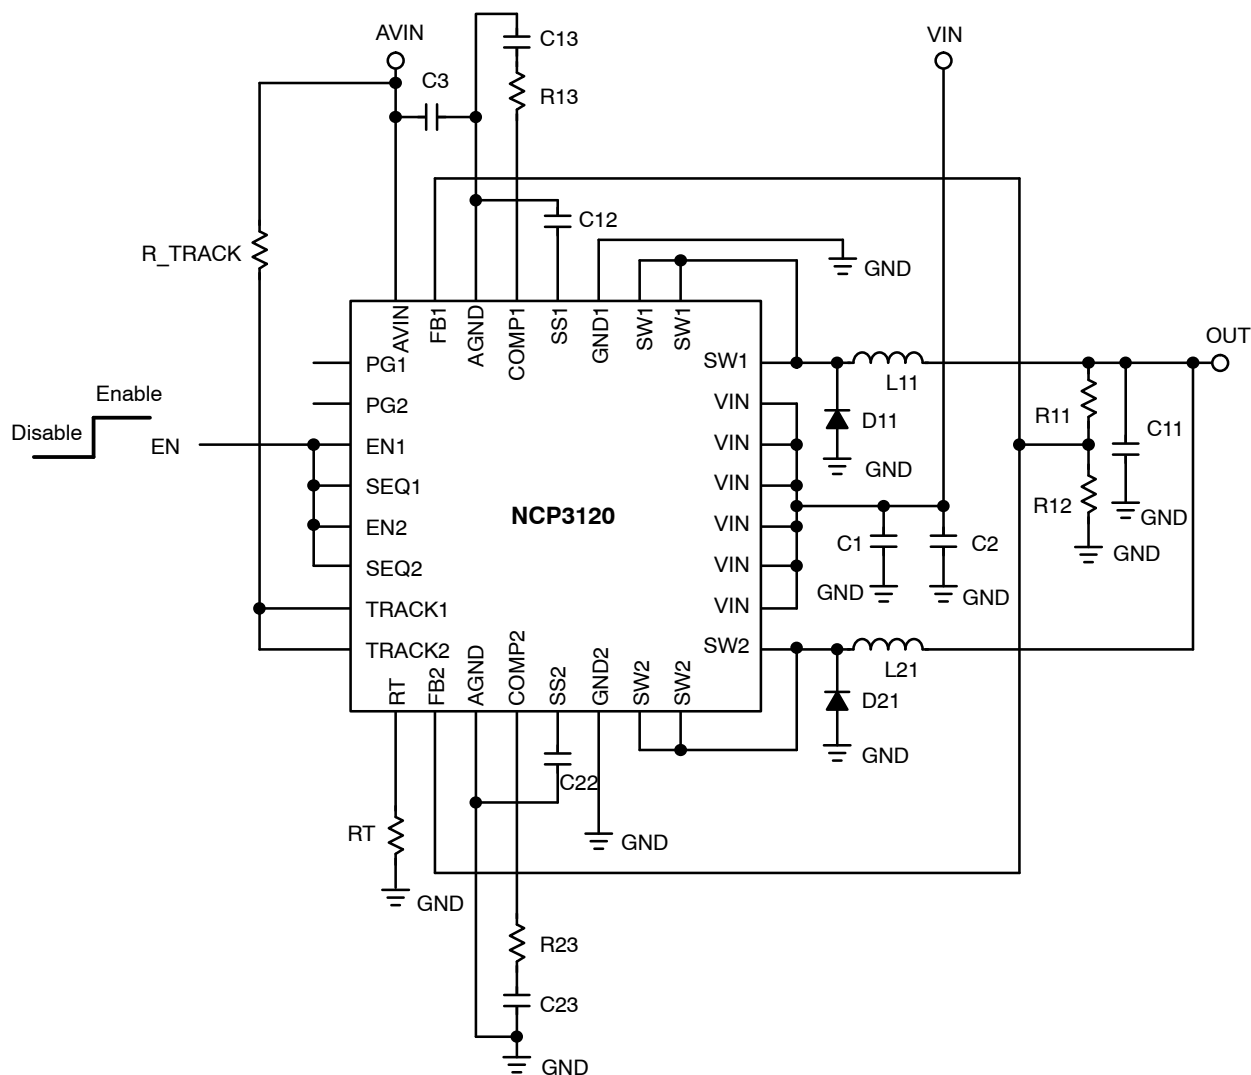 AVIN
C3
C13
R13
VIN
C12
R_TRACK
GND
AVIN
FB1
AGND
COMP1
SS1
GND1
SW1
SW1
OUT
PG1
SW1
L11
Enable
PG2
VIN
D11
R11
C11
Disable
EN
EN1
VIN
GND
SEQ1
VIN
R12
GND
NCP3120
EN2
VIN
C1
C2
GND
SEQ2
VIN
GND
GND
TRACK1
VIN
TRACK2
SW2
L21
RT
FB2
AGND
COMP2
SS2
GND2
SW2
SW2
D21
GND
C22
RT
GND
GND
R23
C23
GND